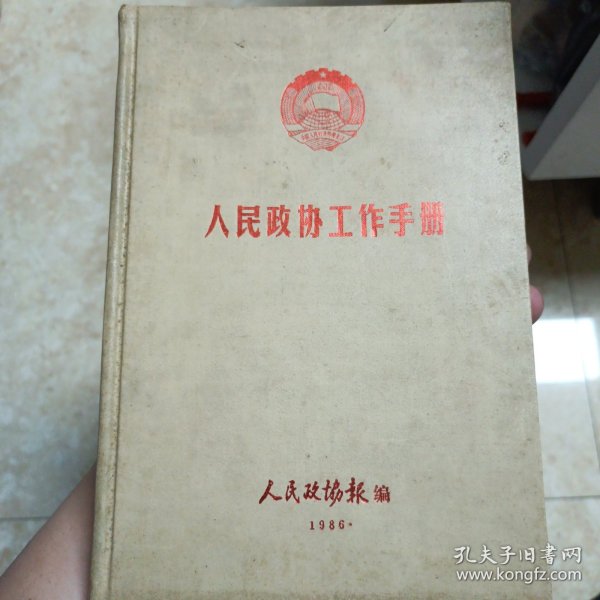 人民政协工作手册
人民政协報 编
1986·
孔夫子旧书网
www.kongfz.com